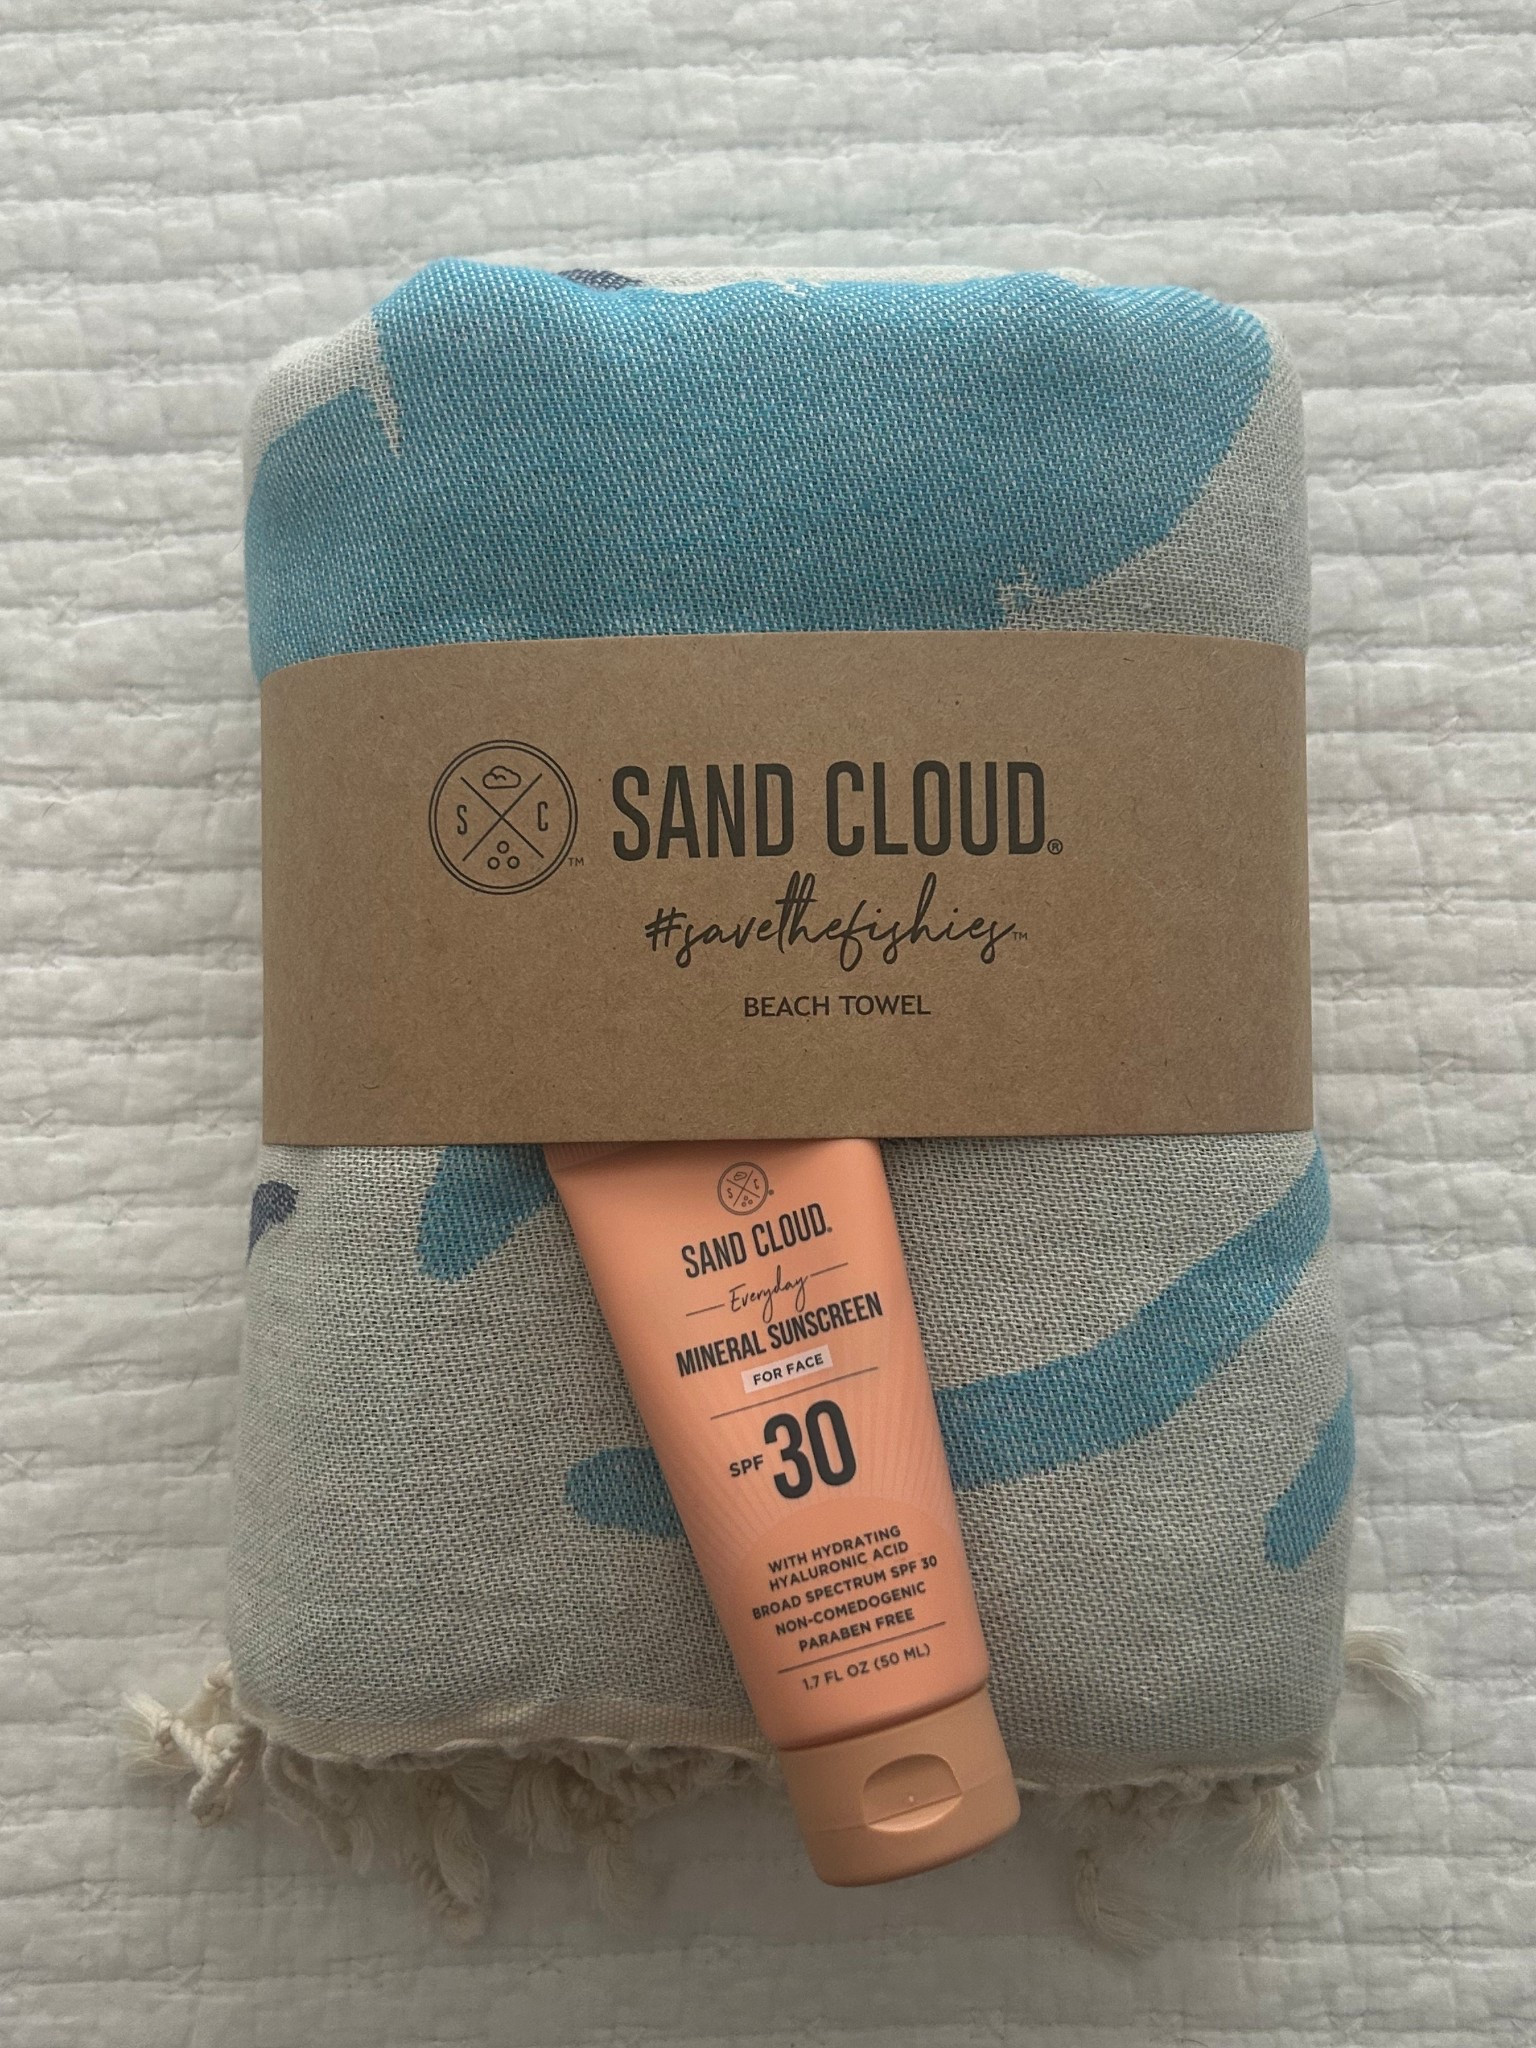 S C ™
SAND CLOUD®
#savethefishies™
BEACH TOWEL
S C ®
SAND CLOUD®
Everyday
MINERAL SUNSCREEN
FOR FACE
SPF 30
WITH HYDRATING
HYALURONIC ACID
BROAD SPECTRUM SPF 30
NON-COMEDOGENIC
PARABEN FREE
1.7 FL OZ (50 ML)